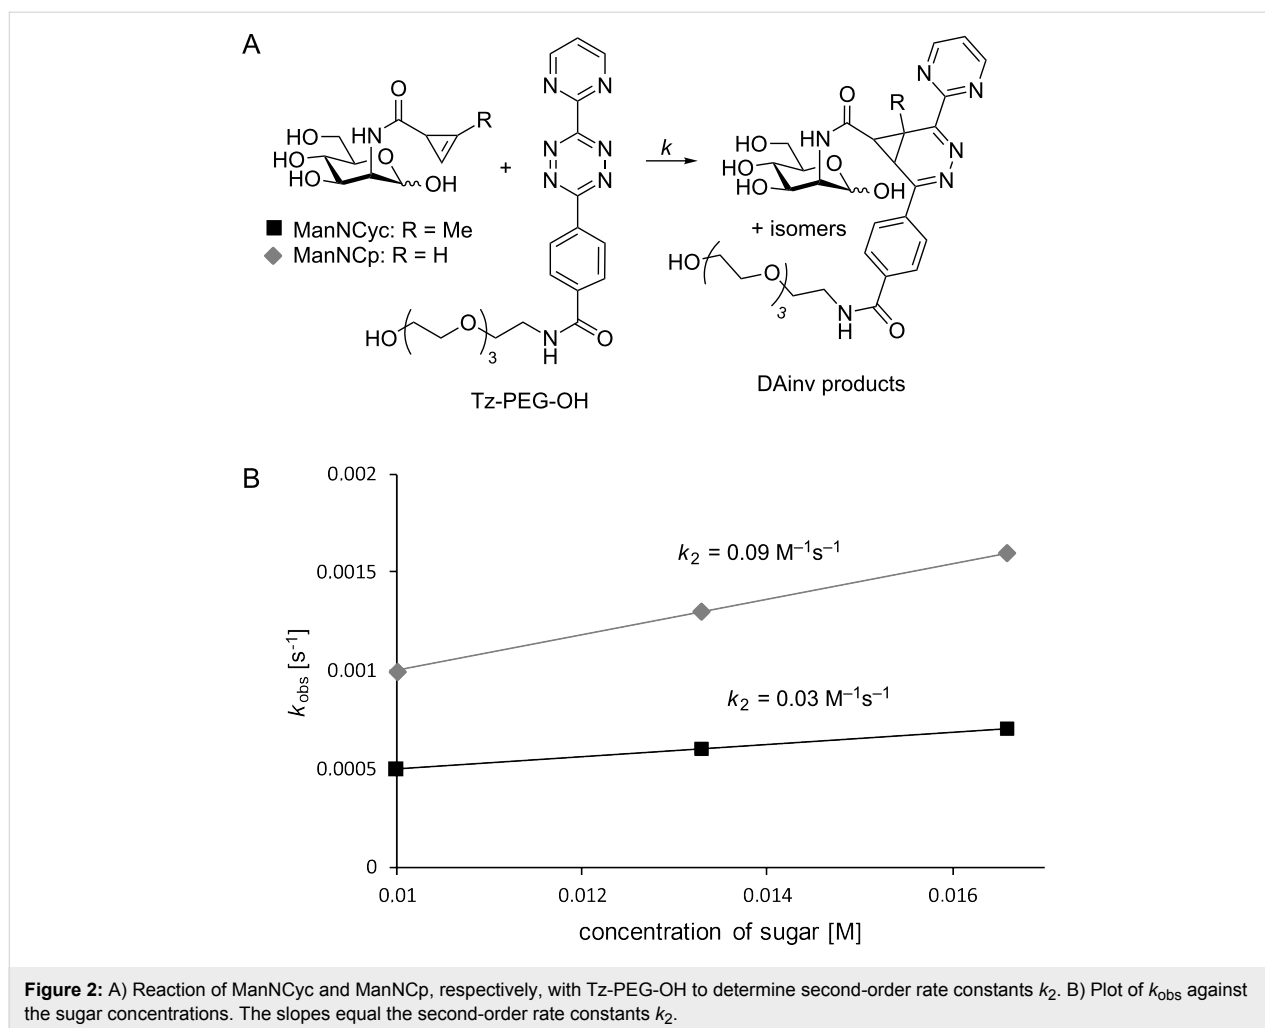 A
O
HN
R
HO
HO
HO
O
OH
+
N
N
N
N
N
N
k
O
HN
R
N
N
N
N
HO
HO
HO
O
OH
■ ManNCyc: R = Me
◆ ManNCp: R = H
+ isomers
HO
O
3
N
H
O
HO
O
3
N
H
O
Tz-PEG-OH
DAinv products
B
0.002
0.0015
0.001
0.0005
0
k2 = 0.09 M–1s–1
k2 = 0.03 M–1s–1
kobs [s-1]
0.01 0.012 0.014 0.016
concentration of sugar [M]
Figure 2: A) Reaction of ManNCyc and ManNCp, respectively, with Tz-PEG-OH to determine second-order rate constants k2. B) Plot of kobs against
the sugar concentrations. The slopes equal the second-order rate constants k2.